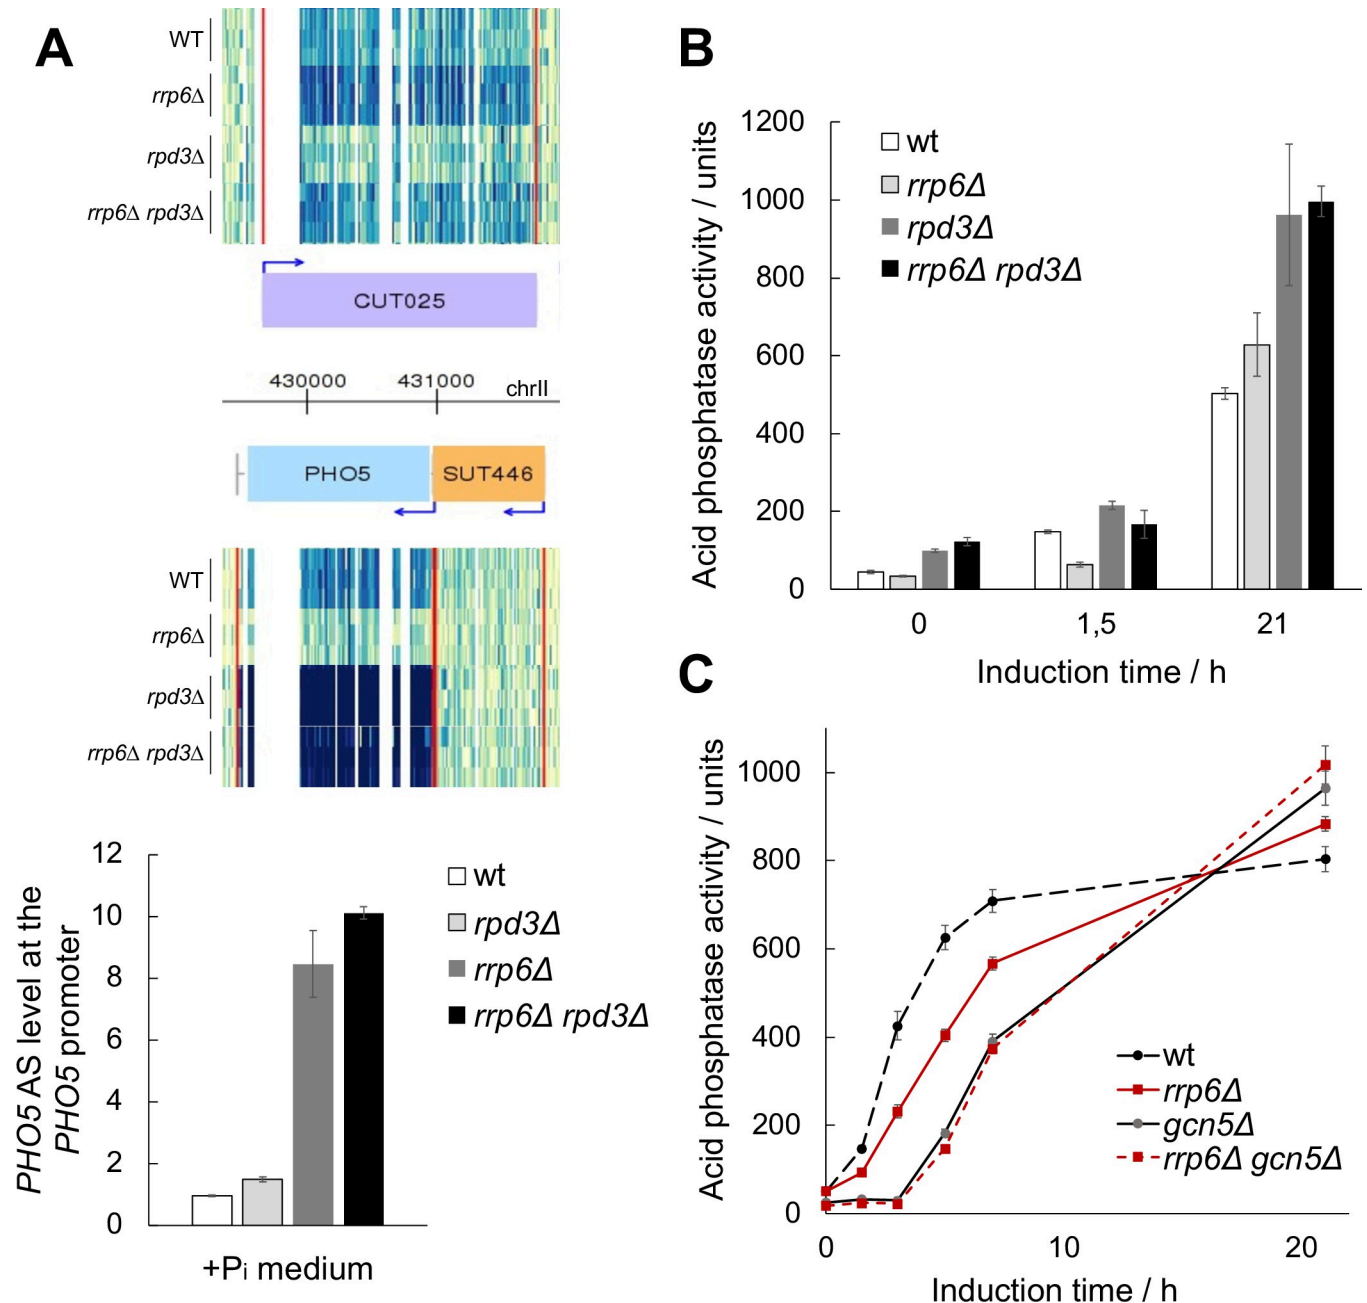 A
WT
rrp6Δ
rpd3Δ
rrp6Δ rpd3Δ
CUT025
430000 431000 chrII
PHO5 SUT446
WT
rrp6Δ
rpd3Δ
rrp6Δ rpd3Δ
PHO5 AS level at the
PHO5 promoter
12
10
8
6
4
2
0
+Pi medium
wt
rpd3Δ
rrp6Δ
rrp6Δ rpd3Δ
B
Acid phosphatase activity / units
1200
1000
800
600
400
200
0
wt
rrp6Δ
rpd3Δ
rrp6Δ rpd3Δ
0 1,5 21
Induction time / h
C
Acid phosphatase activity / units
1000
800
600
400
200
0
wt
rrp6Δ
gcn5Δ
rrp6Δ gcn5Δ
0 10 20
Induction time / h